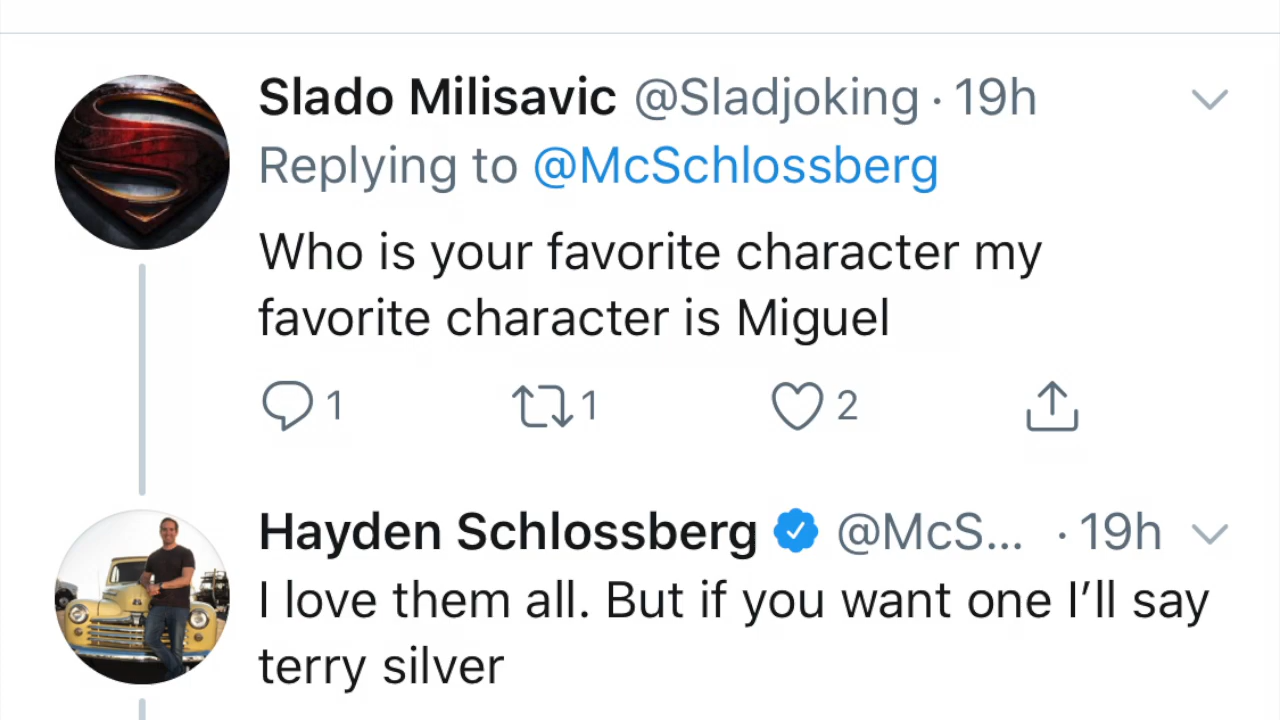 Slado Milisavic @Sladjoking · 19h
Replying to @McSchlossberg
Who is your favorite character my
favorite character is Miguel
1 1 2
Hayden Schlossberg @McS... · 19h
I love them all. But if you want one I’ll say
terry silver